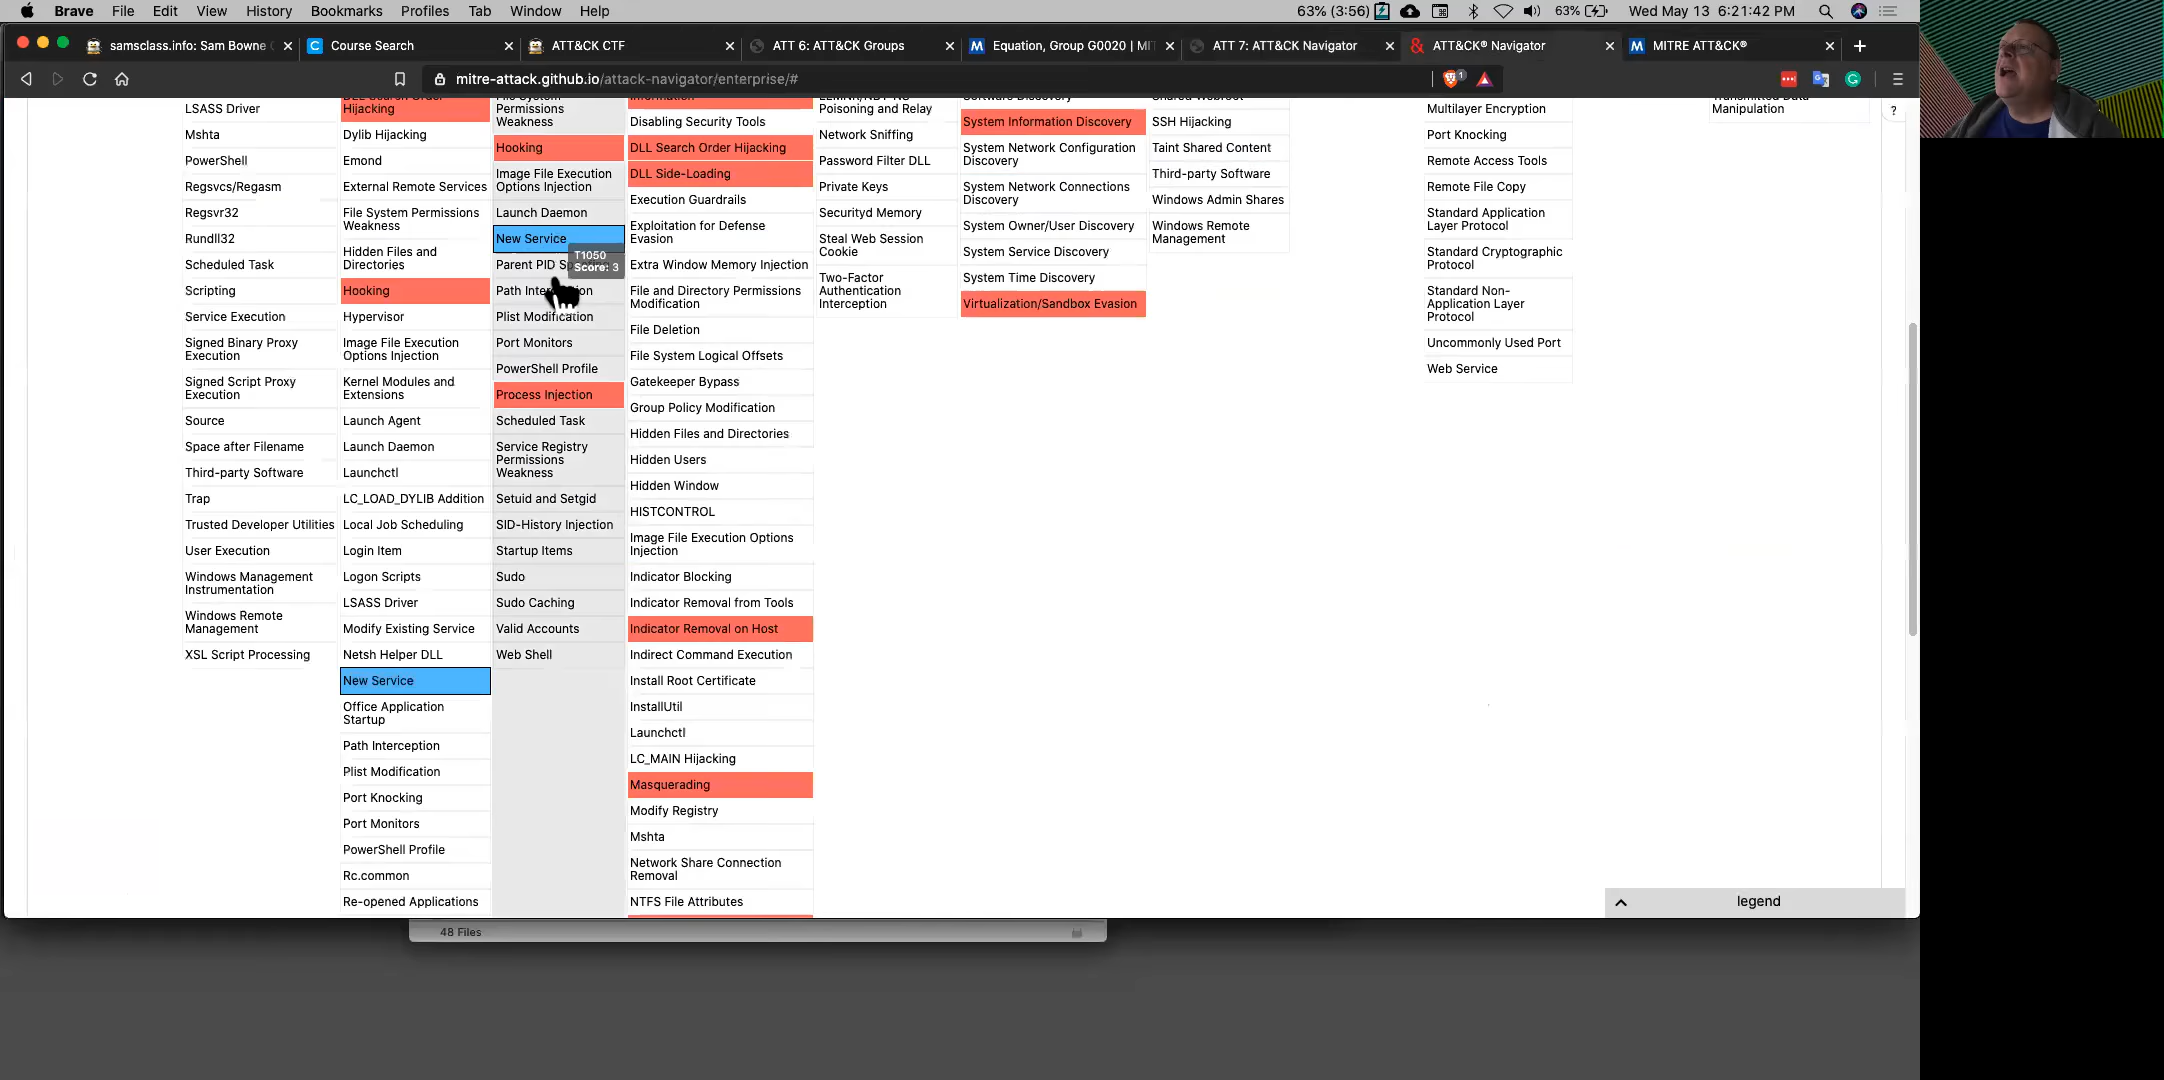 Brave File Edit View History Bookmarks Profiles Tab Window Help 63% (3:56) 63% Wed May 13 6:21:42 PM
samsclass.info: Sam Bowne Course Search ATT&CK CTF ATT 6: ATT&CK Groups Equation, Group G0020 | MIT ATT 7: ATT&CK Navigator ATT&CK® Navigator MITRE ATT&CK®
mitre-attack.github.io/attack-navigator/enterprise/#
1
?
LSASS Driver
Mshta
PowerShell
Regsvcs/Regasm
Regsvr32
Rundll32
Scheduled Task
Scripting
Service Execution
Signed Binary Proxy
Execution
Signed Script Proxy
Execution
Source
Space after Filename
Third-party Software
Trap
Trusted Developer Utilities
User Execution
Windows Management
Instrumentation
Windows Remote
Management
XSL Script Processing
DLL Search Order
Hijacking
Dylib Hijacking
Emond
External Remote Services
File System Permissions
Weakness
Hidden Files and
Directories
Hooking
Hypervisor
Image File Execution
Options Injection
Kernel Modules and
Extensions
Launch Agent
Launch Daemon
Launchctl
LC_LOAD_DYLIB Addition
Local Job Scheduling
Login Item
Logon Scripts
LSASS Driver
Modify Existing Service
Netsh Helper DLL
New Service
Office Application
Startup
Path Interception
Plist Modification
Port Knocking
Port Monitors
PowerShell Profile
Rc.common
Re-opened Applications
File System
Permissions
Weakness
Hooking
Image File Execution
Options Injection
Launch Daemon
New Service
T1050
Score: 3
Parent PID
Path
Plist Modification
Port Monitors
PowerShell Profile
Process Injection
Scheduled Task
Service Registry
Permissions
Weakness
Setuid and Setgid
SID-History Injection
Startup Items
Sudo
Sudo Caching
Valid Accounts
Web Shell
Information
Disabling Security Tools
DLL Search Order Hijacking
DLL Side-Loading
Execution Guardrails
Exploitation for Defense
Evasion
Extra Window Memory Injection
File and Directory Permissions
Modification
File Deletion
File System Logical Offsets
Gatekeeper Bypass
Group Policy Modification
Hidden Files and Directories
Hidden Users
Hidden Window
HISTCONTROL
Image File Execution Options
Injection
Indicator Blocking
Indicator Removal from Tools
Indicator Removal on Host
Indirect Command Execution
Install Root Certificate
InstallUtil
Launchctl
LC_MAIN Hijacking
Masquerading
Modify Registry
Mshta
Network Share Connection
Removal
NTFS File Attributes
LLMNR/NBT-NS
Poisoning and Relay
Network Sniffing
Password Filter DLL
Private Keys
Securityd Memory
Steal Web Session
Cookie
Two-Factor
Authentication
Interception
Software Discovery
System Information Discovery
System Network Configuration
Discovery
System Network Connections
Discovery
System Owner/User Discovery
System Service Discovery
System Time Discovery
Virtualization/Sandbox Evasion
Shared Webroot
SSH Hijacking
Taint Shared Content
Third-party Software
Windows Admin Shares
Windows Remote
Management
Multilayer Encryption
Port Knocking
Remote Access Tools
Remote File Copy
Standard Application
Layer Protocol
Standard Cryptographic
Protocol
Standard Non-
Application Layer
Protocol
Uncommonly Used Port
Web Service
Transmitted Data
Manipulation
legend
48 Files